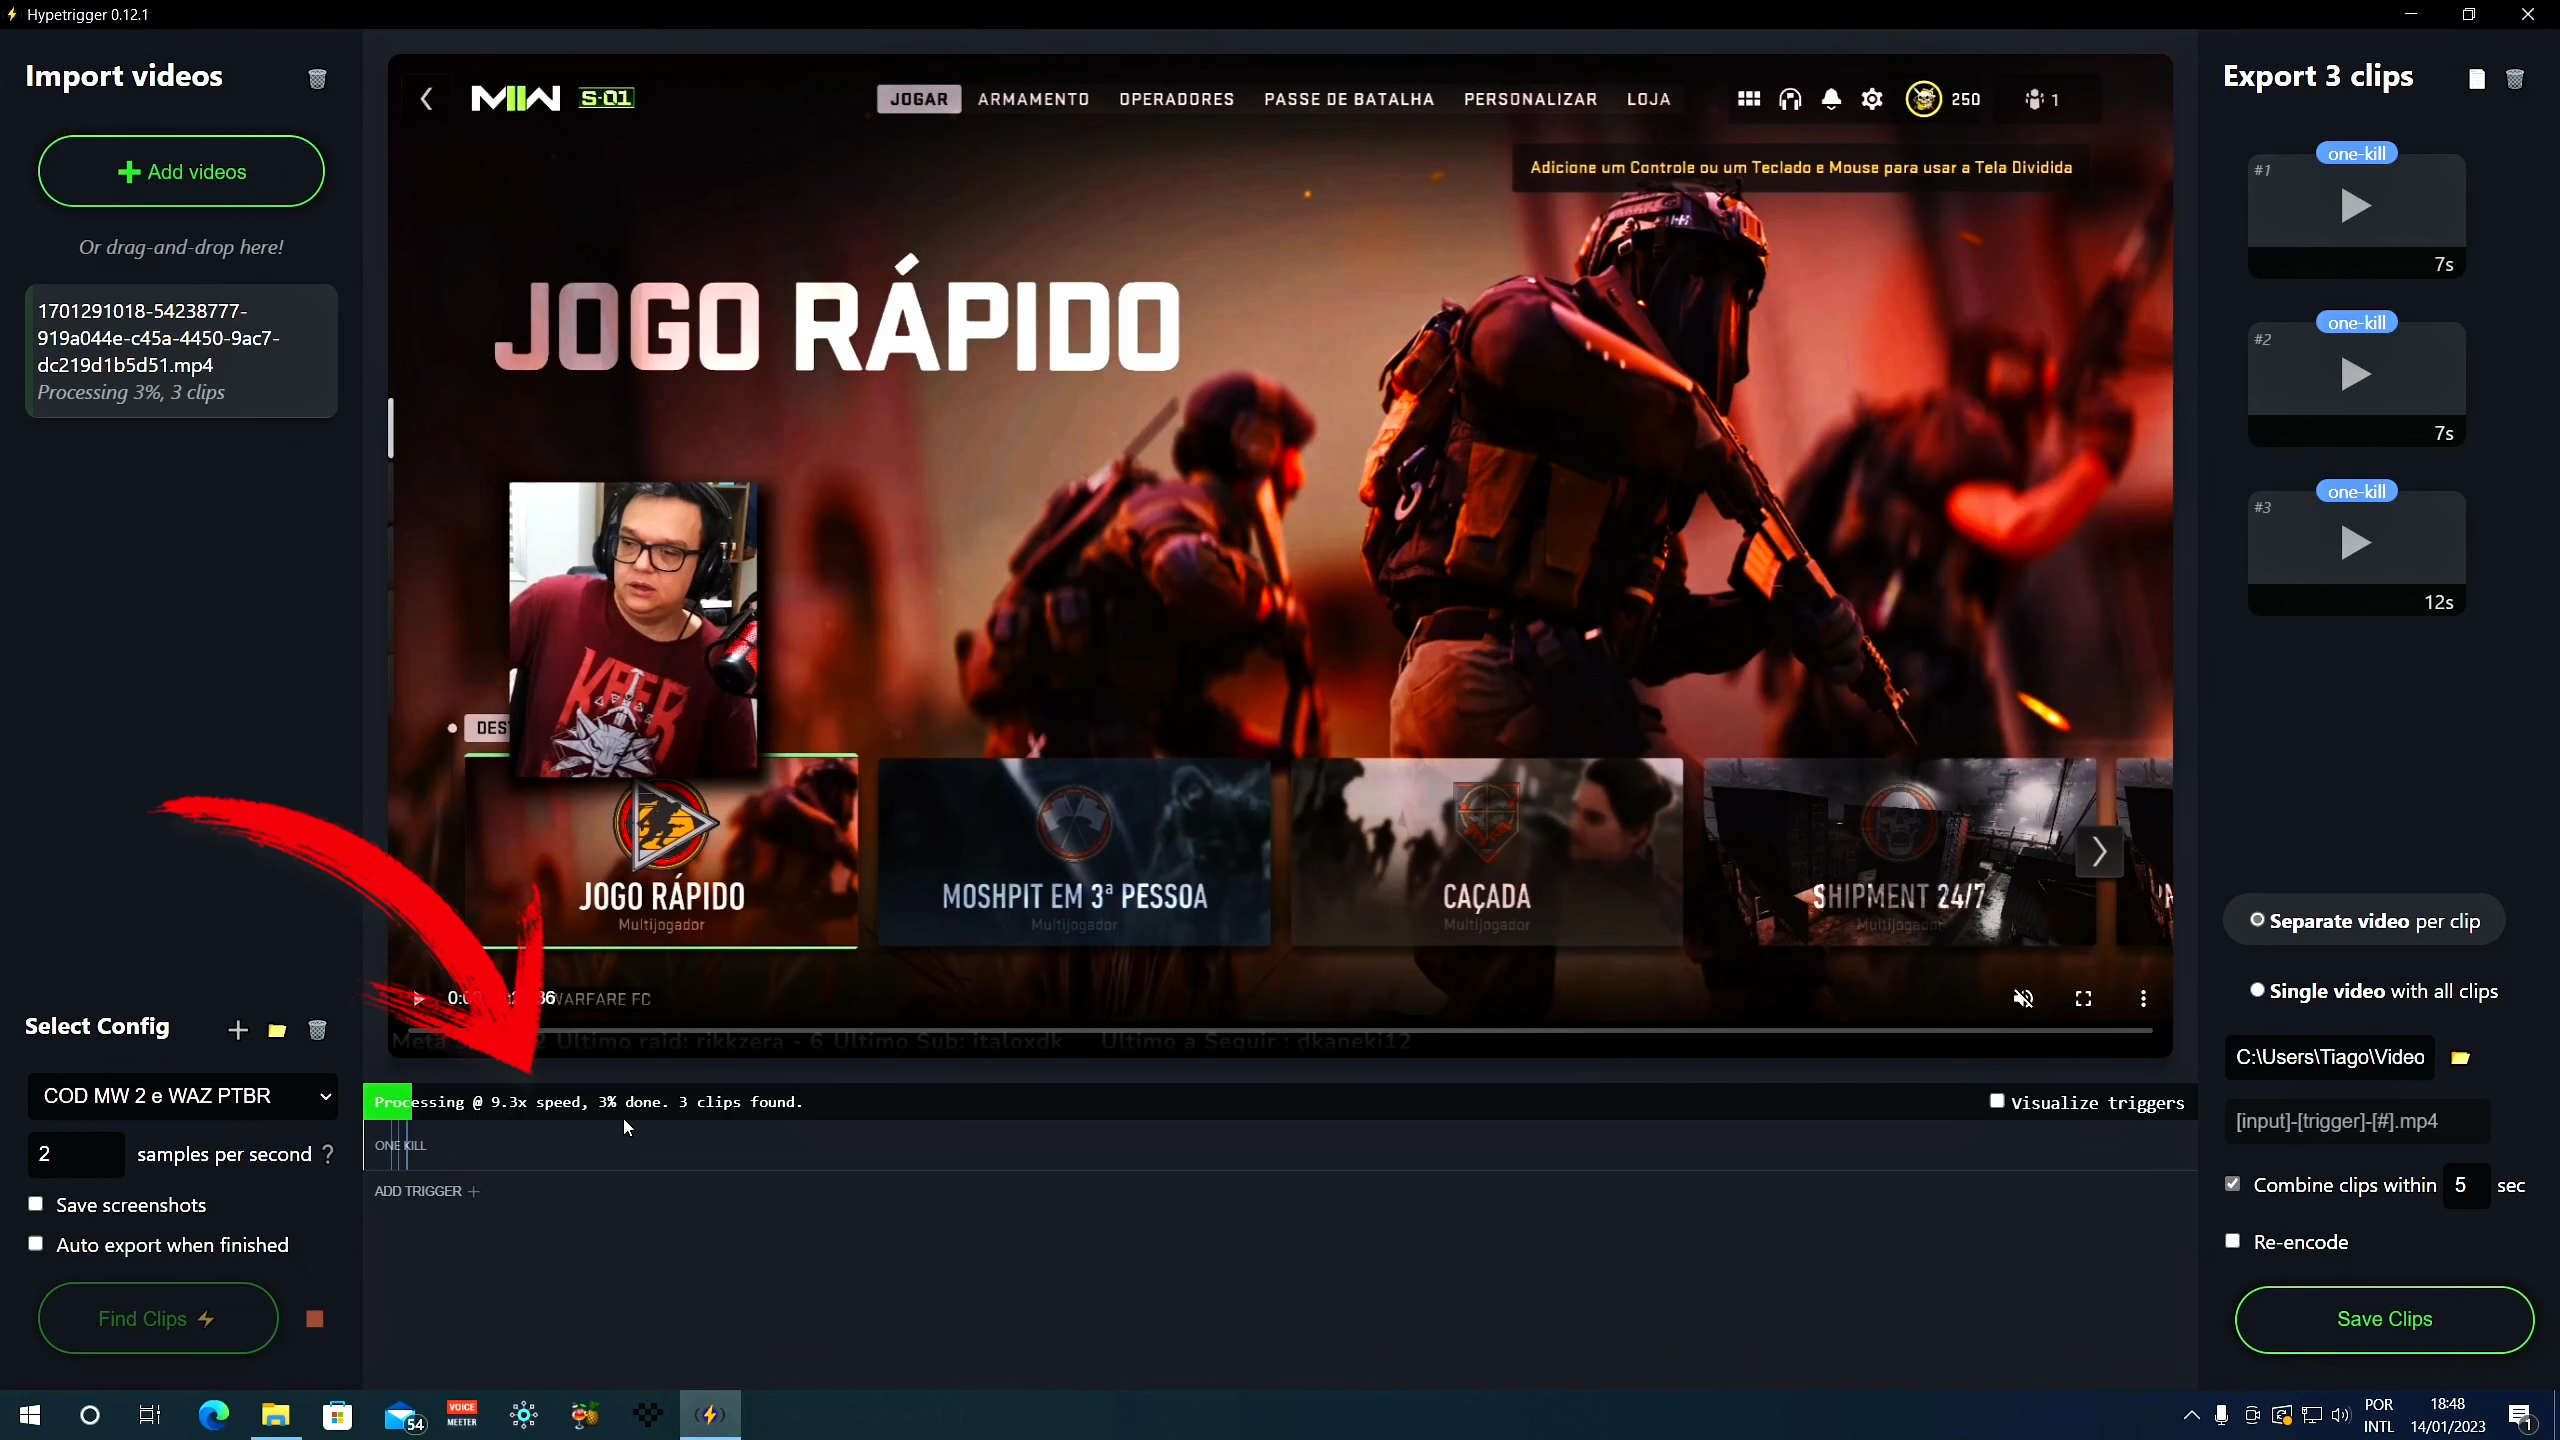 Hypetrigger 0.12.1
Import videos
Add videos
Or drag-and-drop here!
1701291018-54238777-
919a044e-c45a-4450-9ac7-
dc219d1b5d51.mp4
Processing 3%, 3 clips
Select Config
COD MW 2 e WAZ PTBR
2 samples per second ?
Save screenshots
Auto export when finished
Find Clips
MW S-01
JOGAR ARMAMENTO OPERADORES PASSE DE BATALHA PERSONALIZAR LOJA 250 1
Adicione um Controle ou um Teclado e Mouse para usar a Tela Dividida
JOGO RÁPIDO
DEST
JOGO RÁPIDO
Multijogador
MOSHPIT EM 3ª PESSOA
Multijogador
CAÇADA
Multijogador
SHIPMENT 24/7
Multijogador
WARFARE FC
Ultimo raid: rikkzera - 6 Ultimo Sub: italoxdk Ultimo a Seguir : dkaneki12
Processing @ 9.3x speed, 3% done. 3 clips found.
Visualize triggers
ONE KILL
ADD TRIGGER +
Export 3 clips
one-kill
#1
7s
one-kill
#2
7s
one-kill
#3
12s
Separate video per clip
Single video with all clips
C:\Users\Tiago\Video
[input]-[trigger]-[#].mp4
Combine clips within 5 sec
Re-encode
Save Clips
54
VOICE
MEETER
POR
INTL
18:48
14/01/2023
1